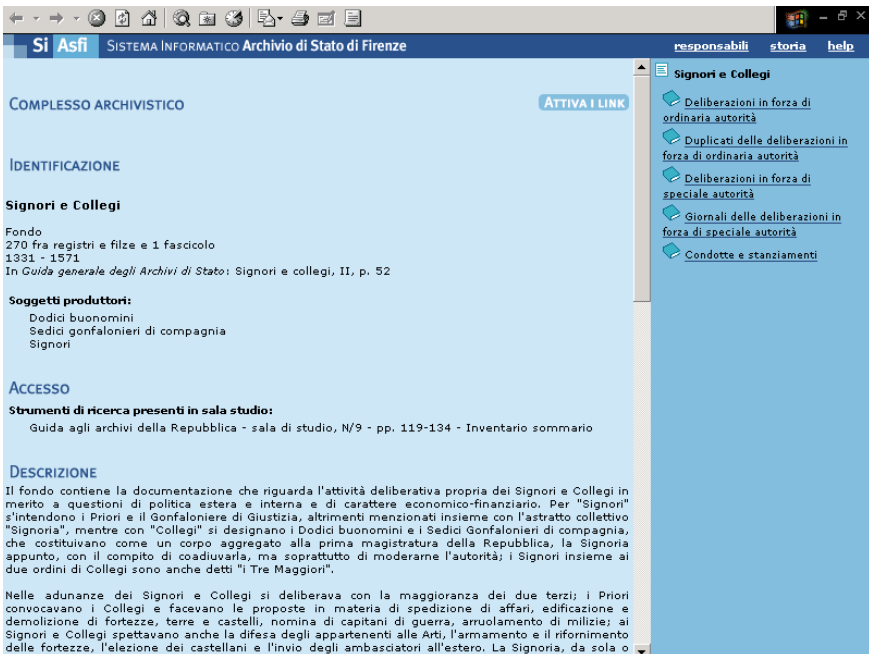 Si Asfi SISTEMA INFORMATICO Archivio di Stato di Firenze
responsabili storia help
COMPLESSO ARCHIVISTICO
ATTIVA I LINK
IDENTIFICAZIONE
Signori e Collegi
Fondo
270 fra registri e filze e 1 fascicolo
1331 - 1571
In Guida generale degli Archivi di Stato: Signori e collegi, II, p. 52
Soggetti produttori:
Dodici buonomini
Sedici gonfalonieri di compagnia
Signori
ACCESSO
Strumenti di ricerca presenti in sala studio:
Guida agli archivi della Repubblica - sala di studio, N/9 - pp. 119-134 - Inventario sommario
DESCRIZIONE
Il fondo contiene la documentazione che riguarda l'attività deliberativa propria dei Signori e Collegi in
merito a questioni di politica estera e interna e di carattere economico-finanziario. Per "Signori"
s'intendono i Priori e il Gonfaloniere di Giustizia, altrimenti menzionati insieme con l'astratto collettivo
"Signoria", mentre con "Collegi" si designano i Dodici buonomini e i Sedici Gonfalonieri di compagnia,
che costituivano come un corpo aggregato alla prima magistratura della Repubblica, la Signoria
appunto, con il compito di coadiuvarla, ma soprattutto di moderarne l'autorità; i Signori insieme ai
due ordini di Collegi sono anche detti "i Tre Maggiori".
Nelle adunanze dei Signori e Collegi si deliberava con la maggioranza dei due terzi; i Priori
convocavano i Collegi e facevano le proposte in materia di spedizione di affari, edificazione e
demolizione di fortezze, terre e castelli, nomina di capitani di guerra, arruolamento di milizie; ai
Signori e Collegi spettavano anche la difesa degli appartenenti alle Arti, l'armamento e il rifornimento
delle fortezze, l'elezione dei castellani e l'invio degli ambasciatori all'estero. La Signoria, da sola o
Signori e Collegi
Deliberazioni in forza di
ordinaria autorità
Duplicati delle deliberazioni in
forza di ordinaria autorità
Deliberazioni in forza di
speciale autorità
Giornali delle deliberazioni in
forza di speciale autorità
Condotte e stanziamenti